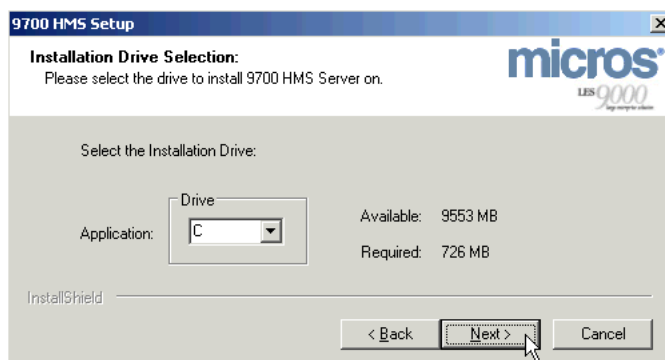 9700 HMS Setup
Installation Drive Selection:
Please select the drive to install 9700 HMS Server on.
micros®
LES 9000
Select the Installation Drive:
Drive
Application: C
Available: 9553 MB
Required: 726 MB
InstallShield
< Back
Next >
Cancel